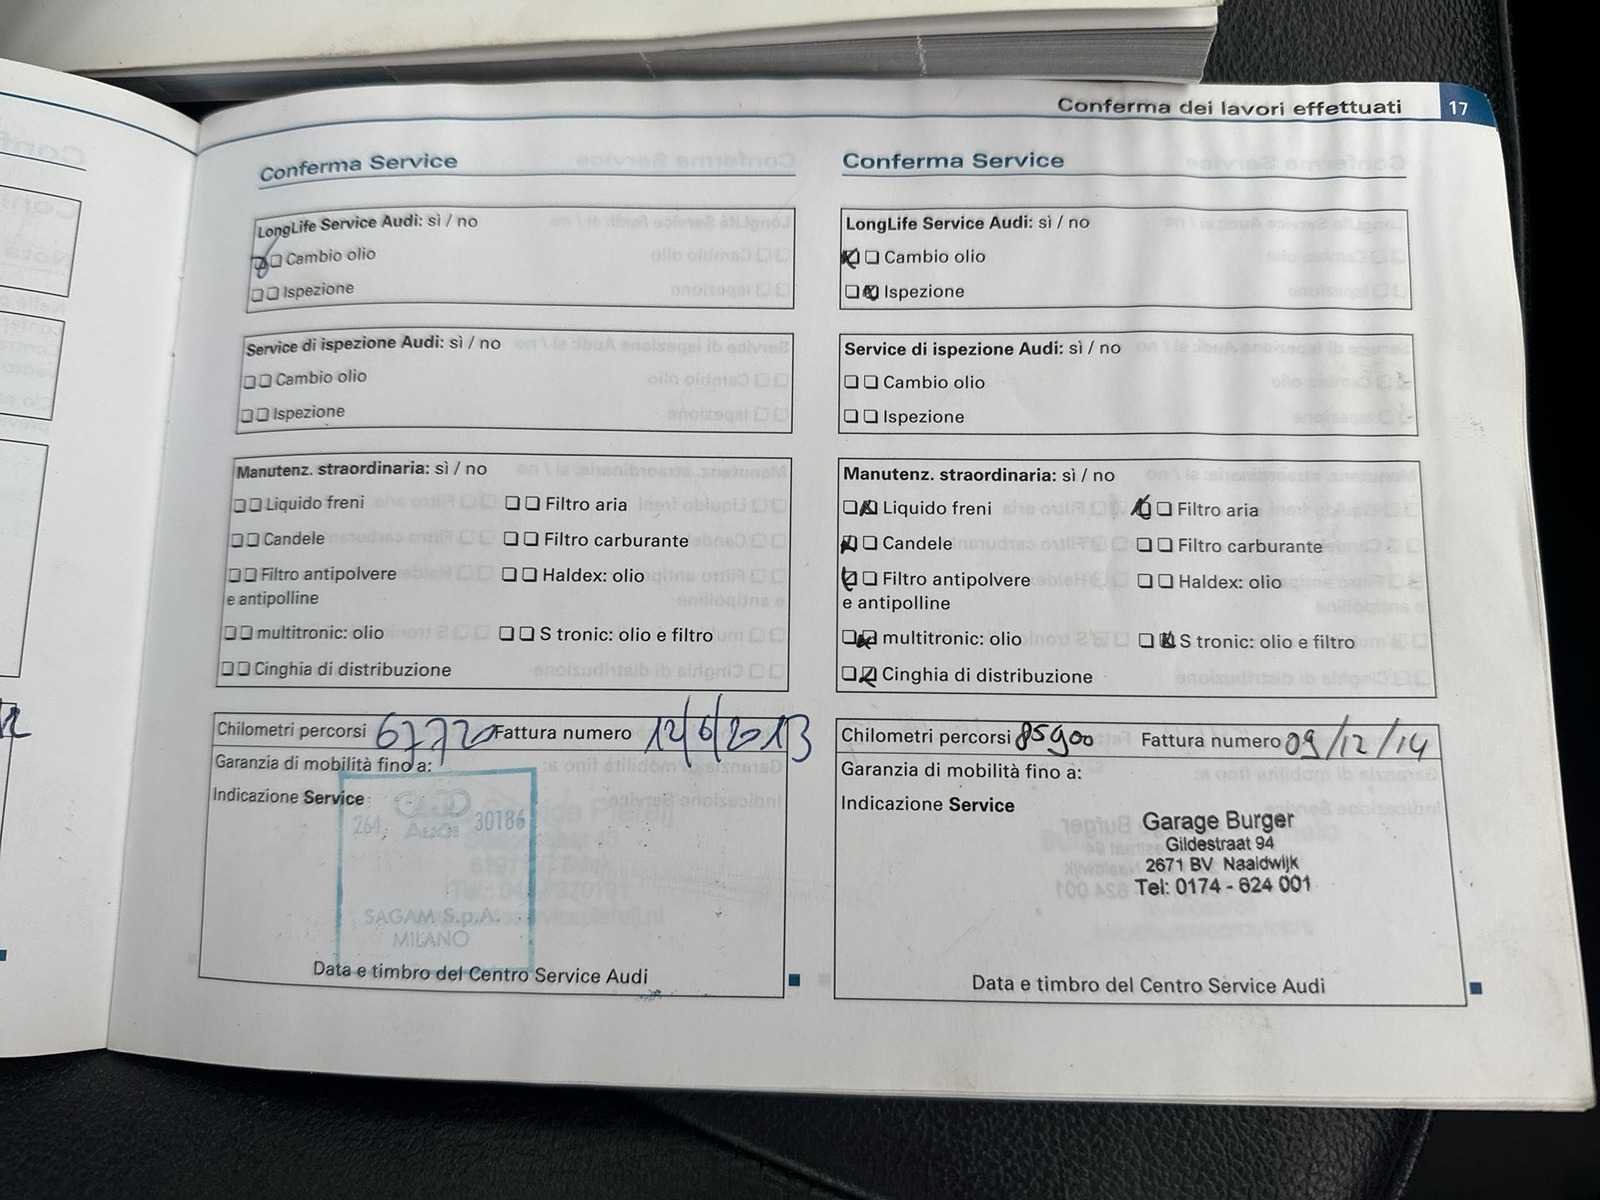 Conferma dei lavori effettuati 17
Conferma Service
LongLife Service Audi: sì / no
Cambio olio
Ispezione
Service di ispezione Audi: sì / no
Cambio olio
Ispezione
Manutenz. straordinaria: sì / no
Liquido freni Filtro aria
Candele Filtro carburante
Filtro antipolvere Haldex: olio
e antipolline
multitronic: olio S tronic: olio e filtro
Cinghia di distribuzione
Chilometri percorsi 67720 Fattura numero 12/6/2013
Garanzia di mobilità fino a:
Indicazione Service
264 Audi 30186
SAGAM S.p.A.
MILANO
Data e timbro del Centro Service Audi
Conferma Service
LongLife Service Audi: sì / no
Cambio olio
Ispezione
Service di ispezione Audi: sì / no
Cambio olio
Ispezione
Manutenz. straordinaria: sì / no
Liquido freni Filtro aria
Candele Filtro carburante
Filtro antipolvere Haldex: olio
e antipolline
multitronic: olio S tronic: olio e filtro
Cinghia di distribuzione
Chilometri percorsi 85900 Fattura numero 09/12/14
Garanzia di mobilità fino a:
Indicazione Service
Garage Burger
Gildestraat 94
2671 BV Naaldwijk
Tel: 0174 - 624 001
Data e timbro del Centro Service Audi